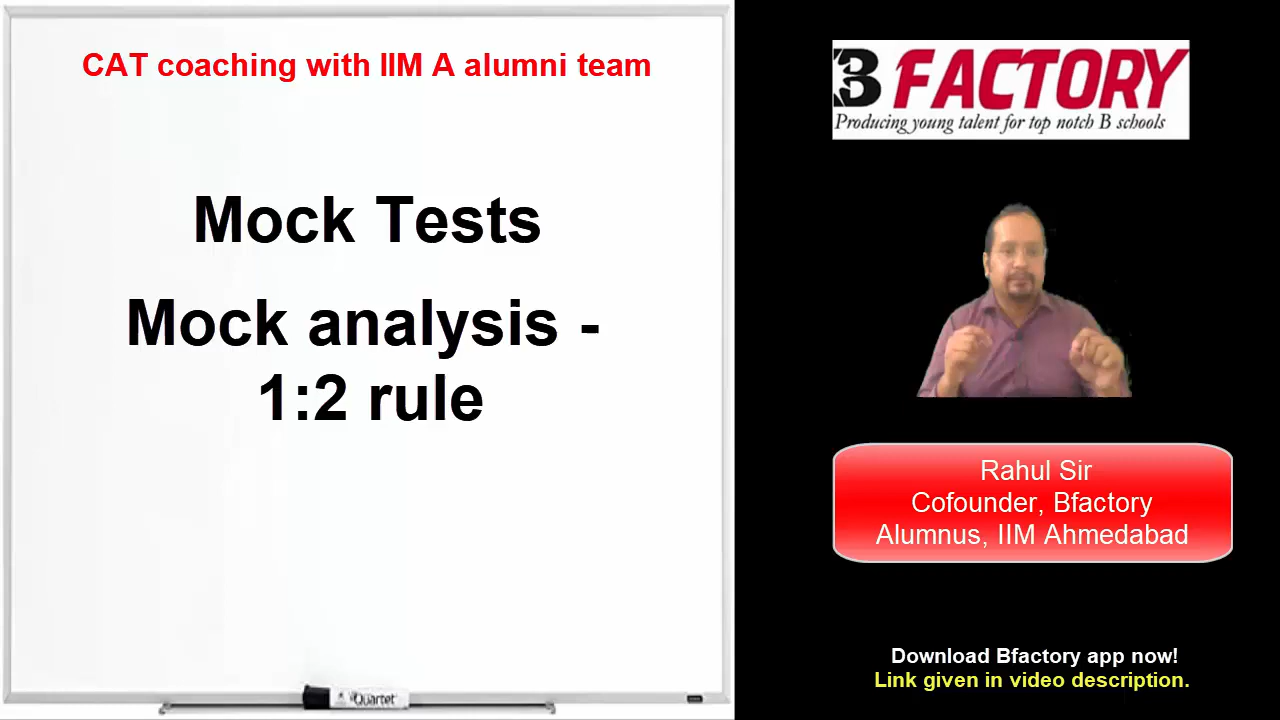 CAT coaching with IIM A alumni team
Mock Tests
Mock analysis -
1:2 rule
Quartet
B FACTORY
Producing young talent for top notch B schools
Rahul Sir
Cofounder, Bfactory
Alumnus, IIM Ahmedabad
Download Bfactory app now!
Link given in video description.